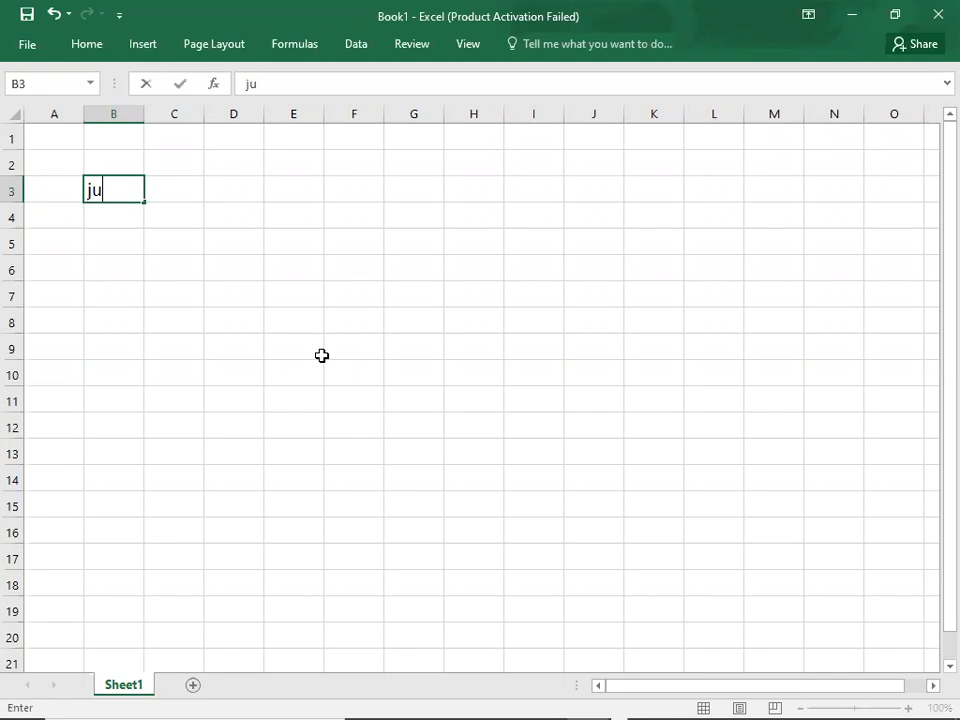 Book1 - Excel (Product Activation Failed)
File Home Insert Page Layout Formulas Data Review View Tell me what you want to do... Share
B3 fx ju
A B C D E F G H I J K L M N O
1
2
3 ju
4
5
6
7
8
9
10
11
12
13
14
15
16
17
18
19
20
21
Sheet1
Enter 100%